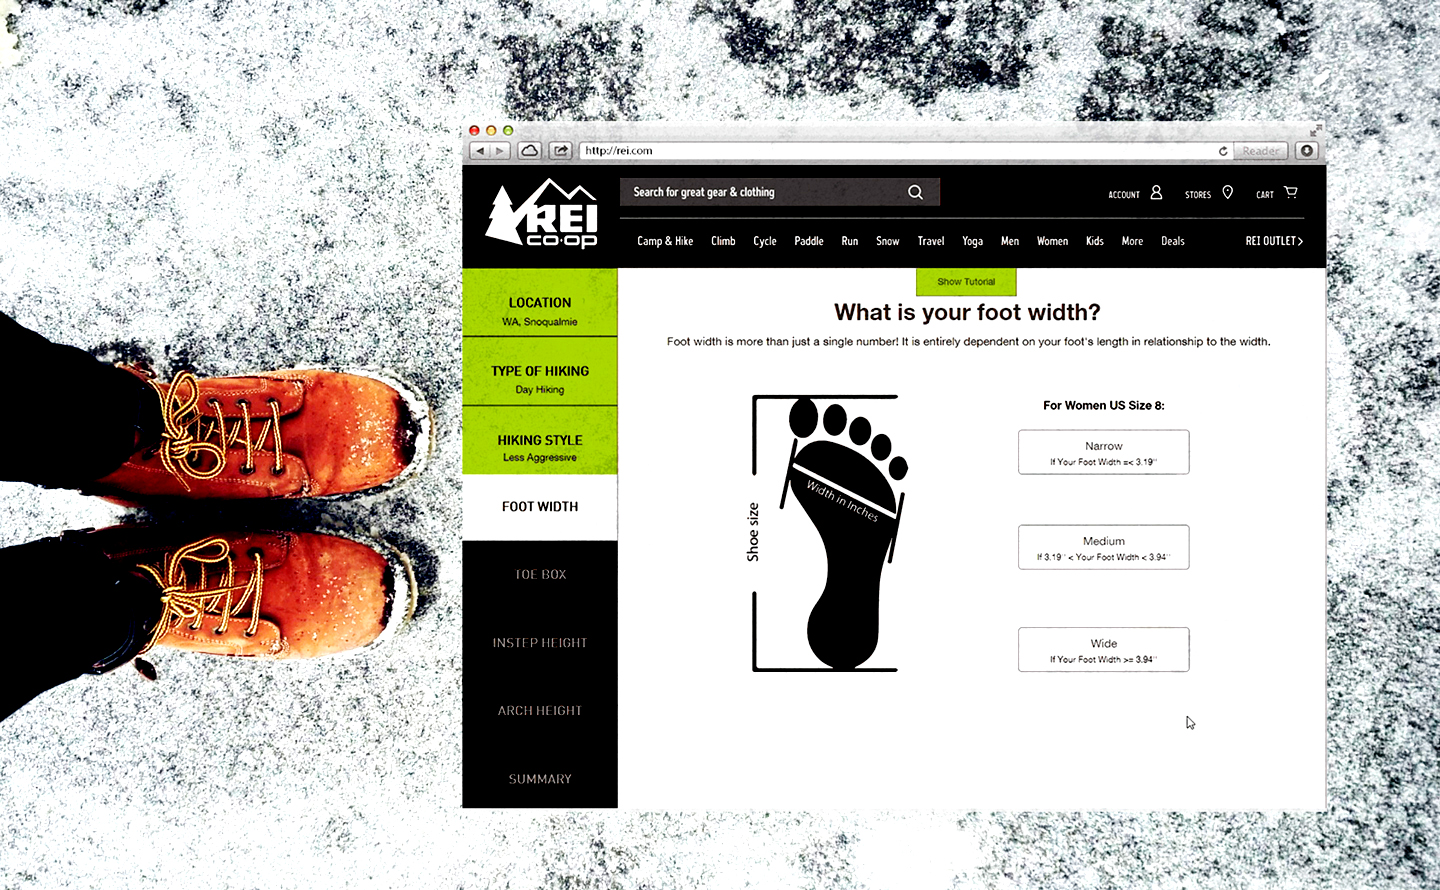 http://rei.com
Reader
REI
co·op
Search for great gear & clothing
ACCOUNT
STORES
CART
Camp & Hike
Climb
Cycle
Paddle
Run
Snow
Travel
Yoga
Men
Women
Kids
More
Deals
REI OUTLET >
LOCATION
WA, Snoqualmie
TYPE OF HIKING
Day Hiking
HIKING STYLE
Less Aggressive
FOOT WIDTH
TOE BOX
INSTEP HEIGHT
ARCH HEIGHT
SUMMARY
Show Tutorial
What is your foot width?
Foot width is more than just a single number! It is entirely dependent on your foot's length in relationship to the width.
Shoe size
Width in Inches
For Women US Size 8:
Narrow
If Your Foot Width =< 3.19''
Medium
If 3.19'' < Your Foot Width < 3.94''
Wide
If Your Foot Width >= 3.94''